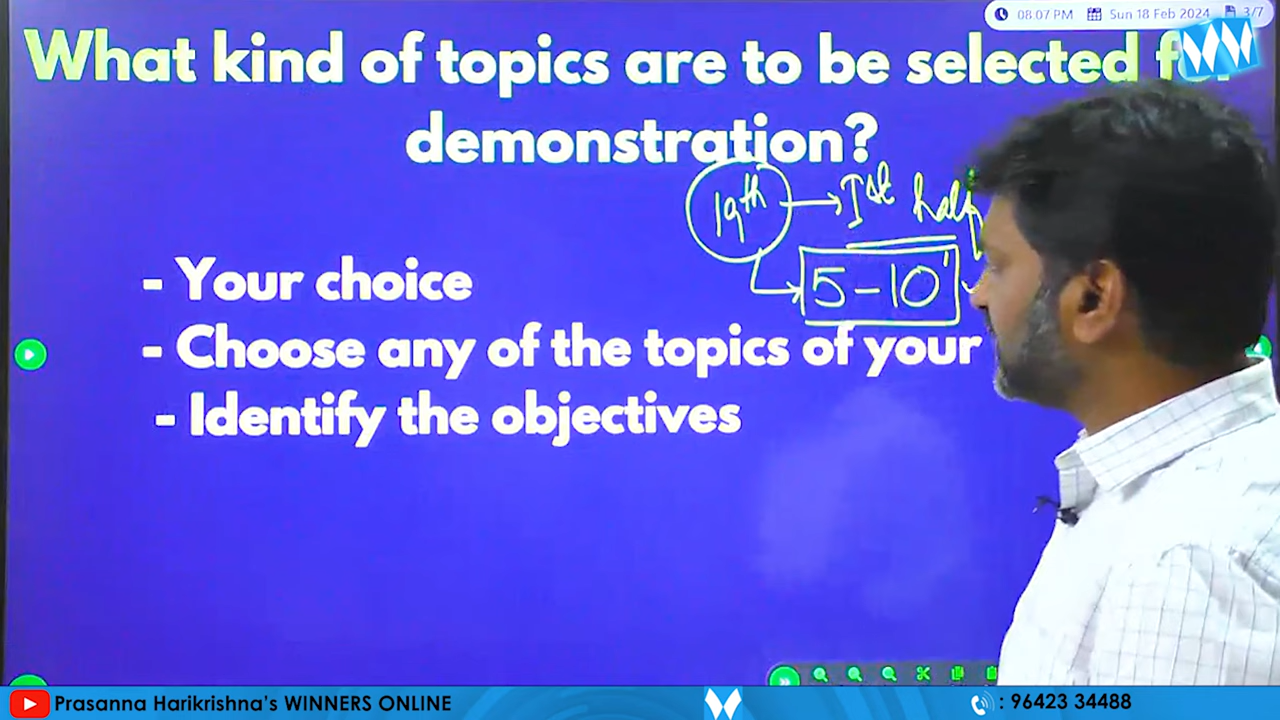 08:07 PM Sun 18 Feb 2024 3/7
What kind of topics are to be selected for
demonstration?
19th → Ist half
5-10'
- Your choice
- Choose any of the topics of your
- Identify the objectives
Prasanna Harikrishna's WINNERS ONLINE
: 96423 34488